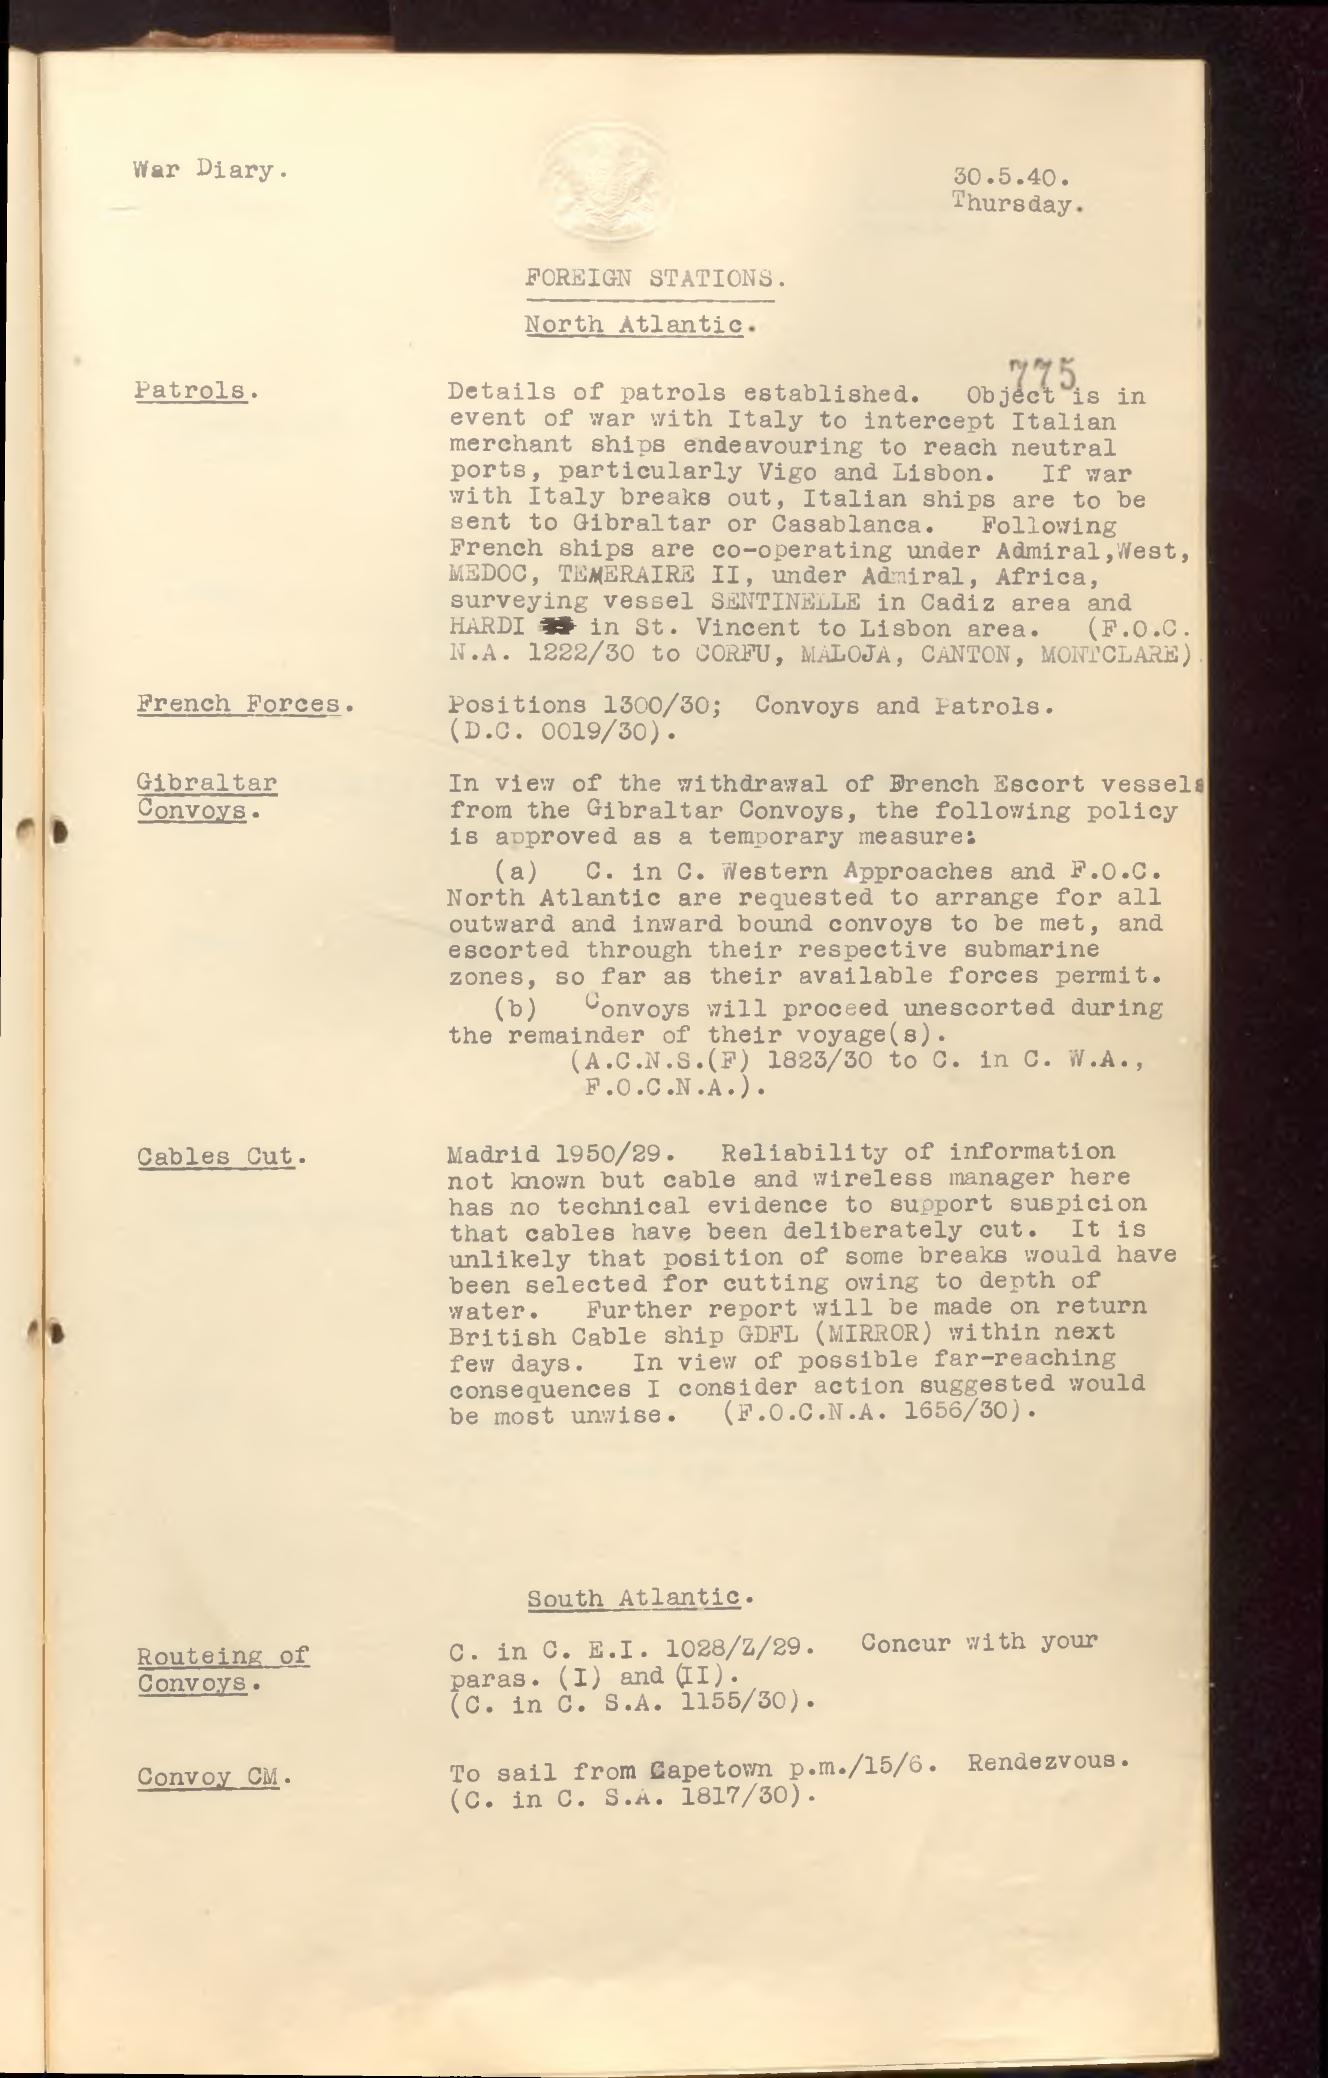 War Diary.
30.5.40.
Thursday.
FOREIGN STATIONS.
North Atlantic.
775
Patrols.
Details of patrols established. Object is in
event of war with Italy to intercept Italian
merchant ships endeavouring to reach neutral
ports, particularly Vigo and Lisbon. If war
with Italy breaks out, Italian ships are to be
sent to Gibraltar or Casablanca. Following
French ships are co-operating under Admiral,West,
MEDOC, TEMERAIRE II, under Admiral, Africa,
surveying vessel SENTINELLE in Cadiz area and
HARDI in St. Vincent to Lisbon area. (F.O.C.
N.A. 1222/30 to CORFU, MALOJA, CANTON, MONTCLARE)
French Forces.
Positions 1300/30; Convoys and Patrols.
(D.C. 0019/30).
Gibraltar
Convoys.
In view of the withdrawal of French Escort vessels
from the Gibraltar Convoys, the following policy
is approved as a temporary measure:
(a) C. in C. Western Approaches and F.O.C.
North Atlantic are requested to arrange for all
outward and inward bound convoys to be met, and
escorted through their respective submarine
zones, so far as their available forces permit.
(b) Convoys will proceed unescorted during
the remainder of their voyage(s).
(A.C.N.S.(F) 1823/30 to C. in C. W.A.,
F.O.C.N.A.).
Cables Cut.
Madrid 1950/29. Reliability of information
not known but cable and wireless manager here
has no technical evidence to support suspicion
that cables have been deliberately cut. It is
unlikely that position of some breaks would have
been selected for cutting owing to depth of
water. Further report will be made on return
British Cable ship GDFL (MIRROR) within next
few days. In view of possible far-reaching
consequences I consider action suggested would
be most unwise. (F.O.C.N.A. 1656/30).
South Atlantic.
Routeing of
Convoys.
C. in C. E.I. 1028/Z/29. Concur with your
paras. (I) and (II).
(C. in C. S.A. 1155/30).
Convoy CM.
To sail from Capetown p.m./15/6. Rendezvous.
(C. in C. S.A. 1817/30).